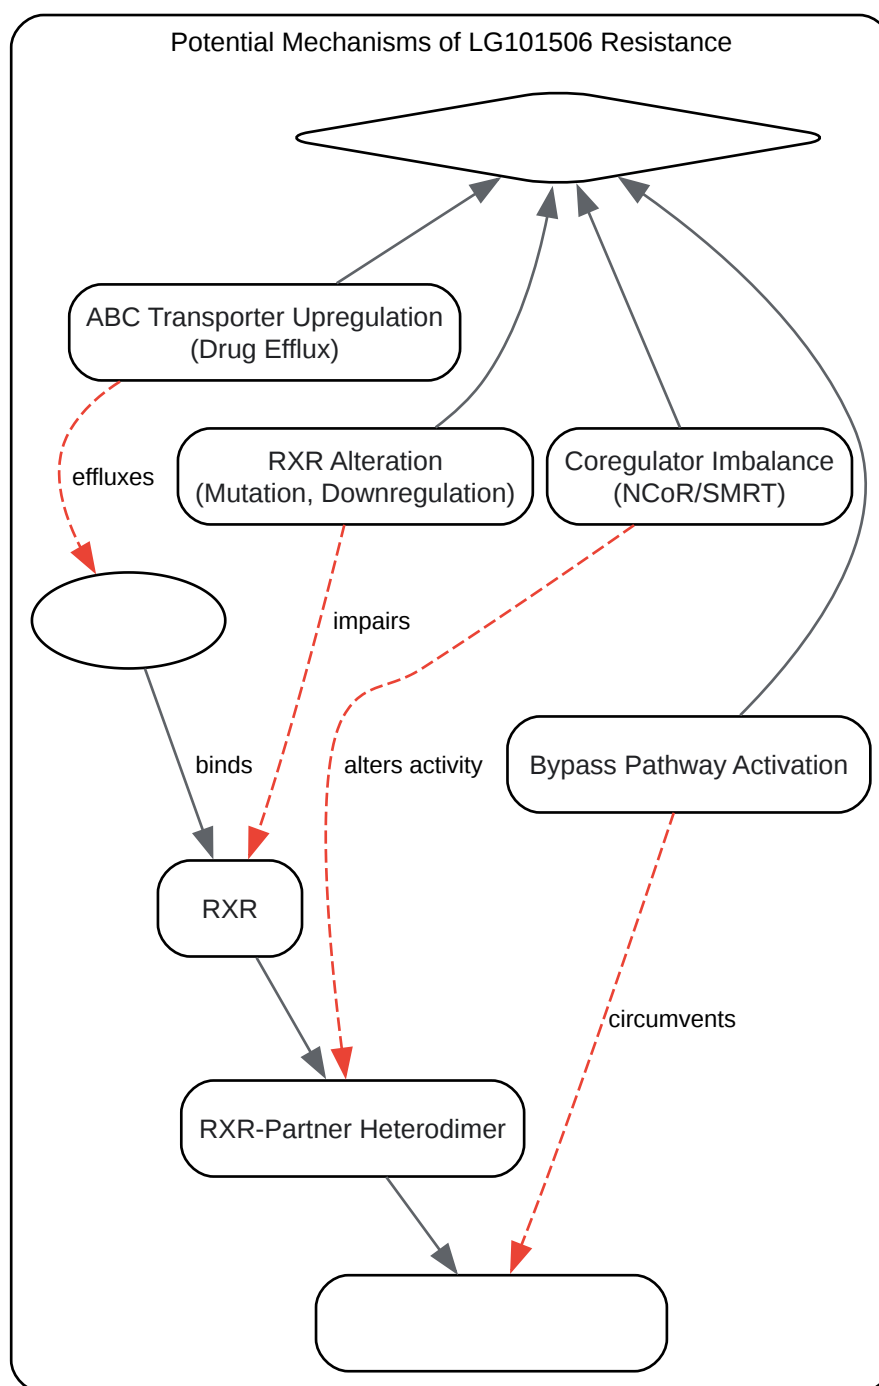 Potential Mechanisms of LG101506 Resistance
ABC Transporter Upregulation
(Drug Efflux)
effluxes
RXR Alteration
(Mutation, Downregulation)
Coregulator Imbalance
(NCoR/SMRT)
impairs
binds
alters activity
Bypass Pathway Activation
RXR
circumvents
RXR-Partner Heterodimer